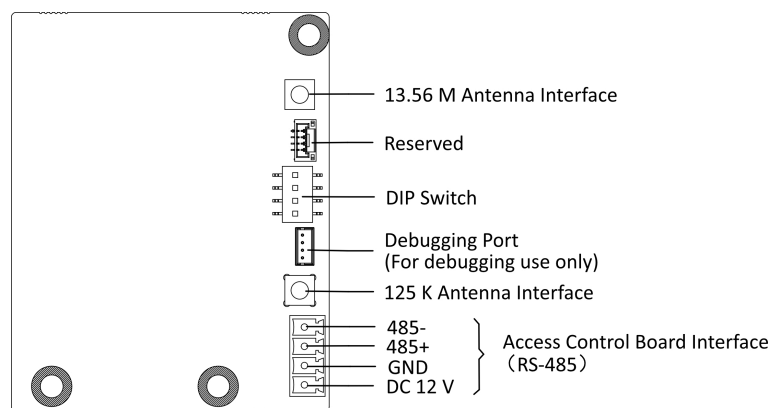 13.56 M Antenna Interface
Reserved
DIP Switch
Debugging Port
(For debugging use only)
125 K Antenna Interface
485-
485+
GND
DC 12 V
Access Control Board Interface
（RS-485）